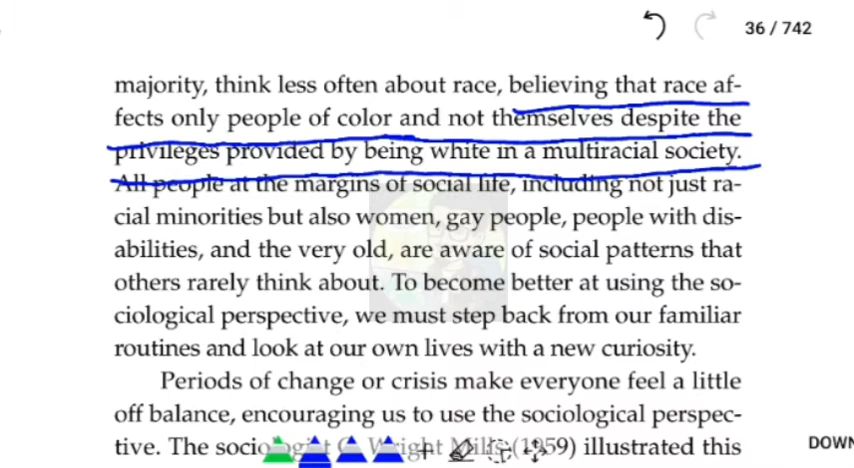 36 / 742
majority, think less often about race, believing that race af-
fects only people of color and not themselves despite the
privileges provided by being white in a multiracial society.
All people at the margins of social life, including not just ra-
cial minorities but also women, gay people, people with dis-
abilities, and the very old, are aware of social patterns that
others rarely think about. To become better at using the so-
ciological perspective, we must step back from our familiar
routines and look at our own lives with a new curiosity.
Periods of change or crisis make everyone feel a little
off balance, encouraging us to use the sociological perspec-
tive. The sociologist C. Wright Mills (1959) illustrated this
DOWN